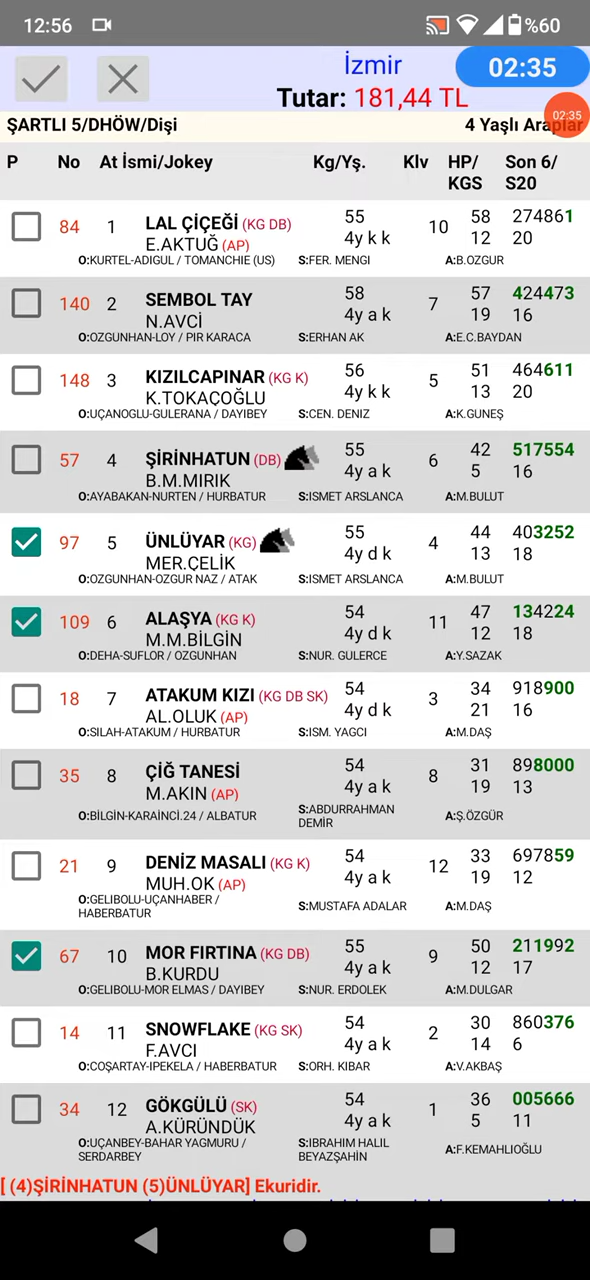 12:56 %60
İzmir 02:35
Tutar: 181,44 TL
02:35
ŞARTLI 5/DHÖW/Dişi 4 Yaşlı Araplar
P No At İsmi/Jokey Kg/Yş. Klv HP/ Son 6/
KGS S20
84 1 LAL ÇİÇEĞİ (KG DB) 55 10 58 274861
E.AKTUĞ (AP) 4y k k 12 20
O:KURTEL-ADIGUL / TOMANCHIE (US) S:FER. MENGI A:B.OZGUR
140 2 SEMBOL TAY 58 7 57 424473
N.AVCİ 4y a k 19 16
O:OZGUNHAN-LOY / PIR KARACA S:ERHAN AK A:E.C.BAYDAN
148 3 KIZILCAPINAR (KG K) 56 5 51 464611
K.TOKAÇOĞLU 4y k k 13 20
O:UÇANOGLU-GULERANA / DAYIBEY S:CEN. DENIZ A:K.GUNEŞ
57 4 ŞİRİNHATUN (DB) 55 6 42 517554
B.M.MIRIK 4y a k 5 16
O:AYABAKAN-NURTEN / HURBATUR S:ISMET ARSLANCA A:M.BULUT
97 5 ÜNLÜYAR (KG) 55 4 44 403252
MER.ÇELİK 4y d k 13 18
O:OZGUNHAN-OZGUR NAZ / ATAK S:ISMET ARSLANCA A:M.BULUT
109 6 ALAŞYA (KG K) 54 11 47 134224
M.M.BİLGİN 4y d k 12 18
O:DEHA-SUFLOR / OZGUNHAN S:NUR. GULERCE A:Y.SAZAK
18 7 ATAKUM KIZI (KG DB SK) 54 3 34 918900
AL.OLUK (AP) 4y d k 21 16
O:SILAH-ATAKUM / HURBATUR S:ISM. YAGCI A:M.DAŞ
35 8 ÇİĞ TANESİ 54 8 31 898000
M.AKIN (AP) 4y a k 19 13
O:BİLGİN-KARAİNCİ.24 / ALBATUR S:ABDURRAHMAN A:Ş.ÖZGÜR
DEMİR
21 9 DENİZ MASALI (KG K) 54 12 33 697859
MUH.OK (AP) 4y a k 19 12
O:GELIBOLU-UÇANHABER / S:MUSTAFA ADALAR A:M.DAŞ
HABERBATUR
67 10 MOR FIRTINA (KG DB) 55 9 50 211992
B.KURDU 4y a k 12 17
O:GELIBOLU-MOR ELMAS / DAYIBEY S:NUR. ERDOLEK A:M.DULGAR
14 11 SNOWFLAKE (KG SK) 54 2 30 860376
F.AVCI 4y a k 14 6
O:COŞARTAY-IPEKELA / HABERBATUR S:ORH. KIBAR A:V.AKBAŞ
34 12 GÖKGÜLÜ (SK) 54 1 36 005666
A.KÜRÜNDÜK 4y a k 5 11
O:UÇANBEY-BAHAR YAGMURU / S:IBRAHIM HALIL A:F.KEMAHLIOĞLU
SERDARBEY BEYAZŞAHİN
[ (4)ŞİRİNHATUN (5)ÜNLÜYAR] Ekuridir.